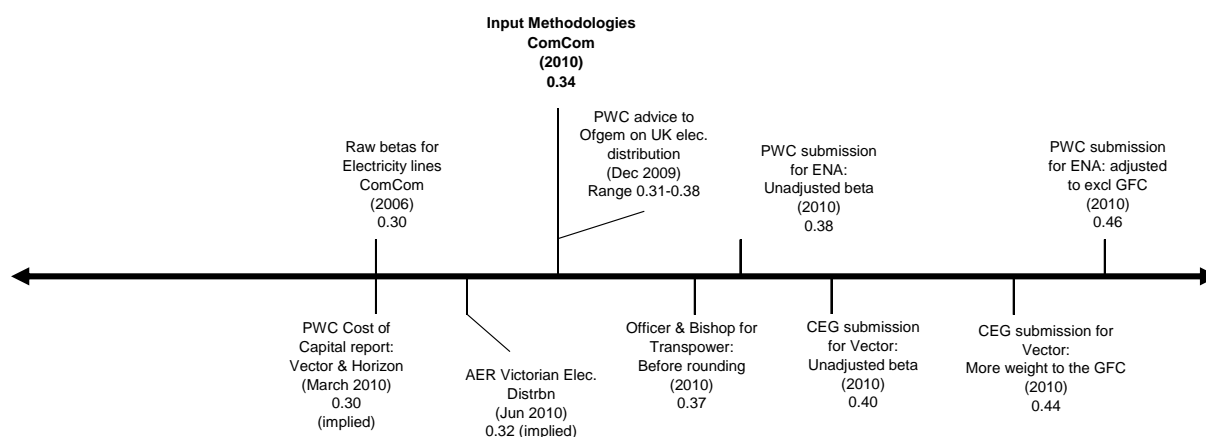 Input Methodologies
ComCom
(2010)
0.34
Raw betas for
Electricity lines
ComCom
(2006)
0.30
PWC advice to
Ofgem on UK elec.
distribution
(Dec 2009)
Range 0.31-0.38
PWC submission
for ENA:
Unadjusted beta
(2010)
0.38
PWC submission
for ENA: adjusted
to excl GFC
(2010)
0.46
PWC Cost of
Capital report:
Vector & Horizon
(March 2010)
0.30
(implied)
AER Victorian Elec.
Distrbn
(Jun 2010)
0.32 (implied)
Officer & Bishop for
Transpower:
Before rounding
(2010)
0.37
CEG submission
for Vector:
Unadjusted beta
(2010)
0.40
CEG submission for
Vector:
More weight to the GFC
(2010)
0.44